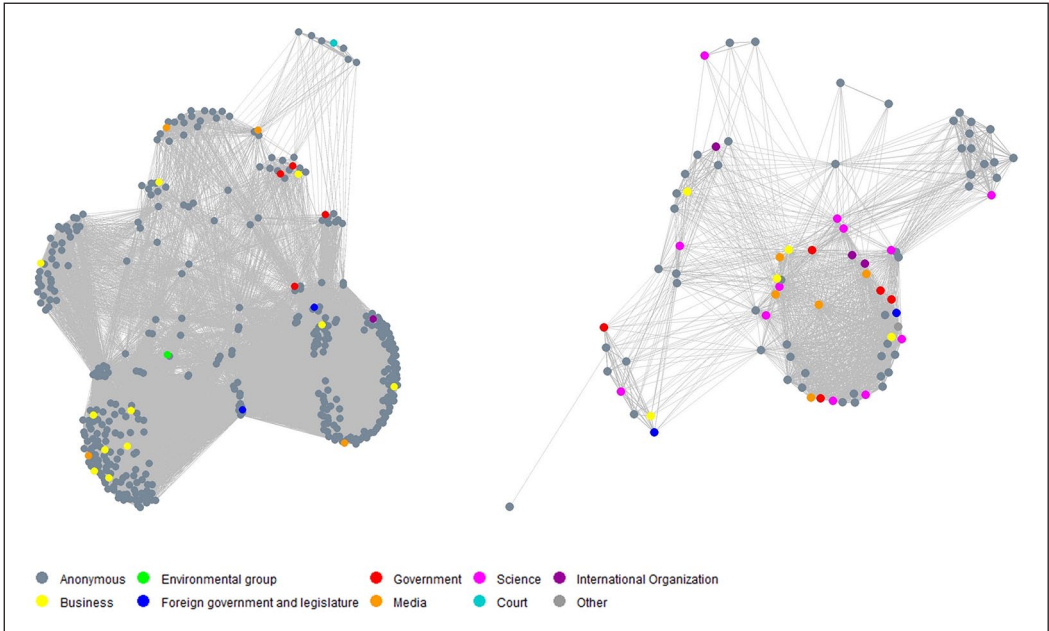 Anonymous Environmental group Government Science International Organization
Business Foreign government and legislature Media Court Other